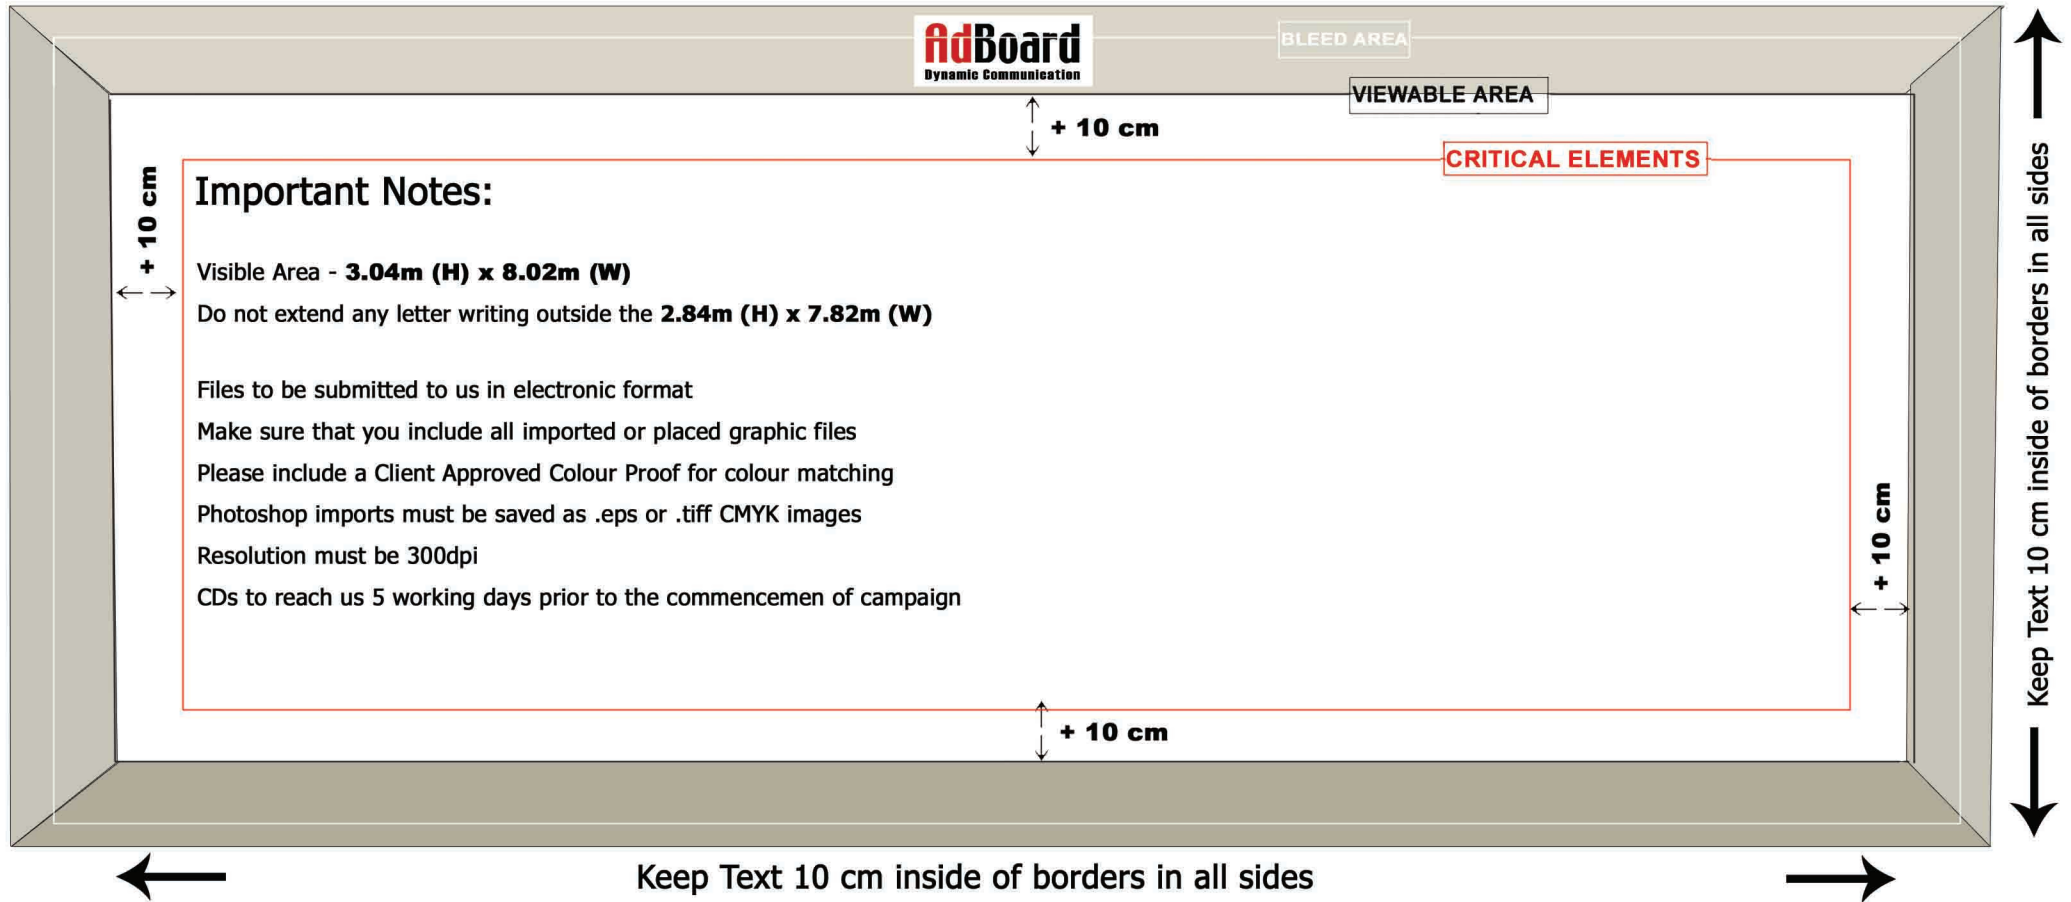 AdBoard
Dynamic Communication
BLEED AREA
VIEWABLE AREA
+ 10 cm
CRITICAL ELEMENTS
+ 10 cm
Important Notes:
Visible Area - 3.04m (H) x 8.02m (W)
Do not extend any letter writing outside the 2.84m (H) x 7.82m (W)
Files to be submitted to us in electronic format
Make sure that you include all imported or placed graphic files
Please include a Client Approved Colour Proof for colour matching
Photoshop imports must be saved as .eps or .tiff CMYK images
Resolution must be 300dpi
CDs to reach us 5 working days prior to the commencemen of campaign
+ 10 cm
+ 10 cm
Keep Text 10 cm inside of borders in all sides
Keep Text 10 cm inside of borders in all sides